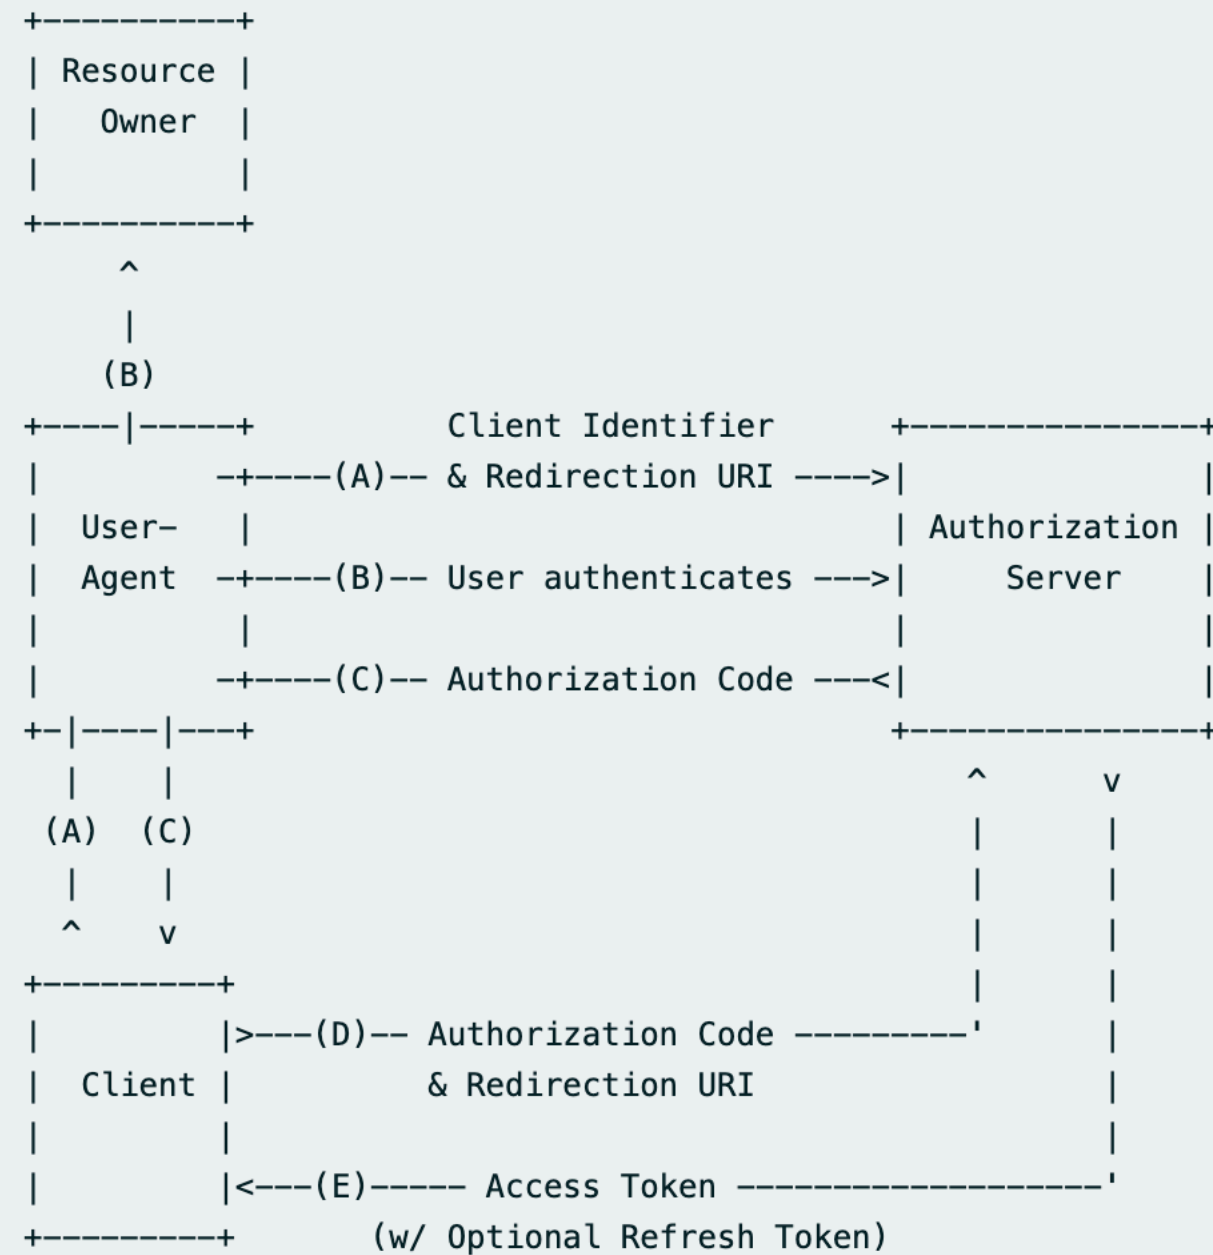 +----------+
| Resource |
|   Owner  |
|          |
+----------+
     ^
     |
    (B)
+----|-----+          Client Identifier      +---------------+
|         -+----(A)-- & Redirection URI ---->|               |
|  User-   |                                 | Authorization |
|  Agent  -+----(B)-- User authenticates --->|     Server    |
|          |                                 |               |
|         -+----(C)-- Authorization Code ---<|               |
+-|----|---+                                 +---------------+
  |    |                                         ^      v
 (A)  (C)                                        |      |
  |    |                                         |      |
  ^    v                                         |      |
+---------+                                      |      |
|         |>---(D)-- Authorization Code ---------'      |
|  Client |          & Redirection URI                  |
|         |                                             |
|         |<---(E)----- Access Token -------------------'
+---------+       (w/ Optional Refresh Token)